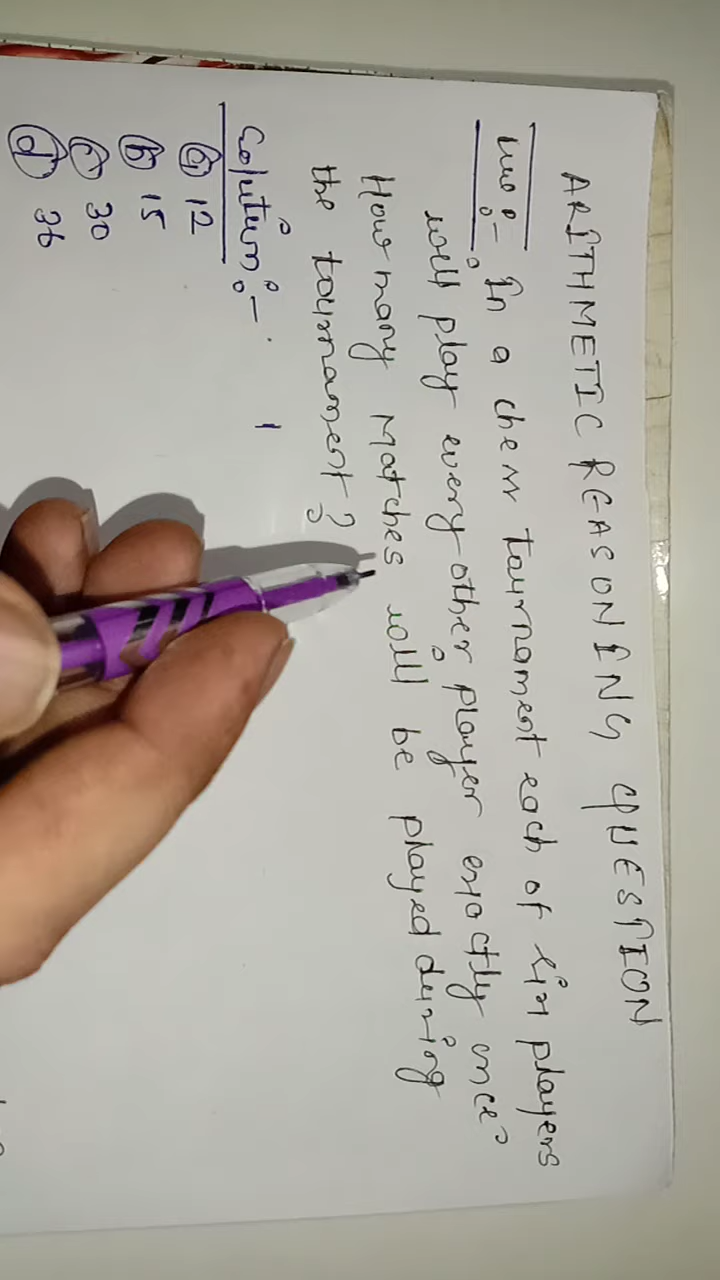 ARITHMETIC REASONING QUESTION
In a chess tournament each of six players
will play every other player exactly once.
How many Matches will be played during
the tournament?
Solution:-
a 12
b 15
c 30
d 36